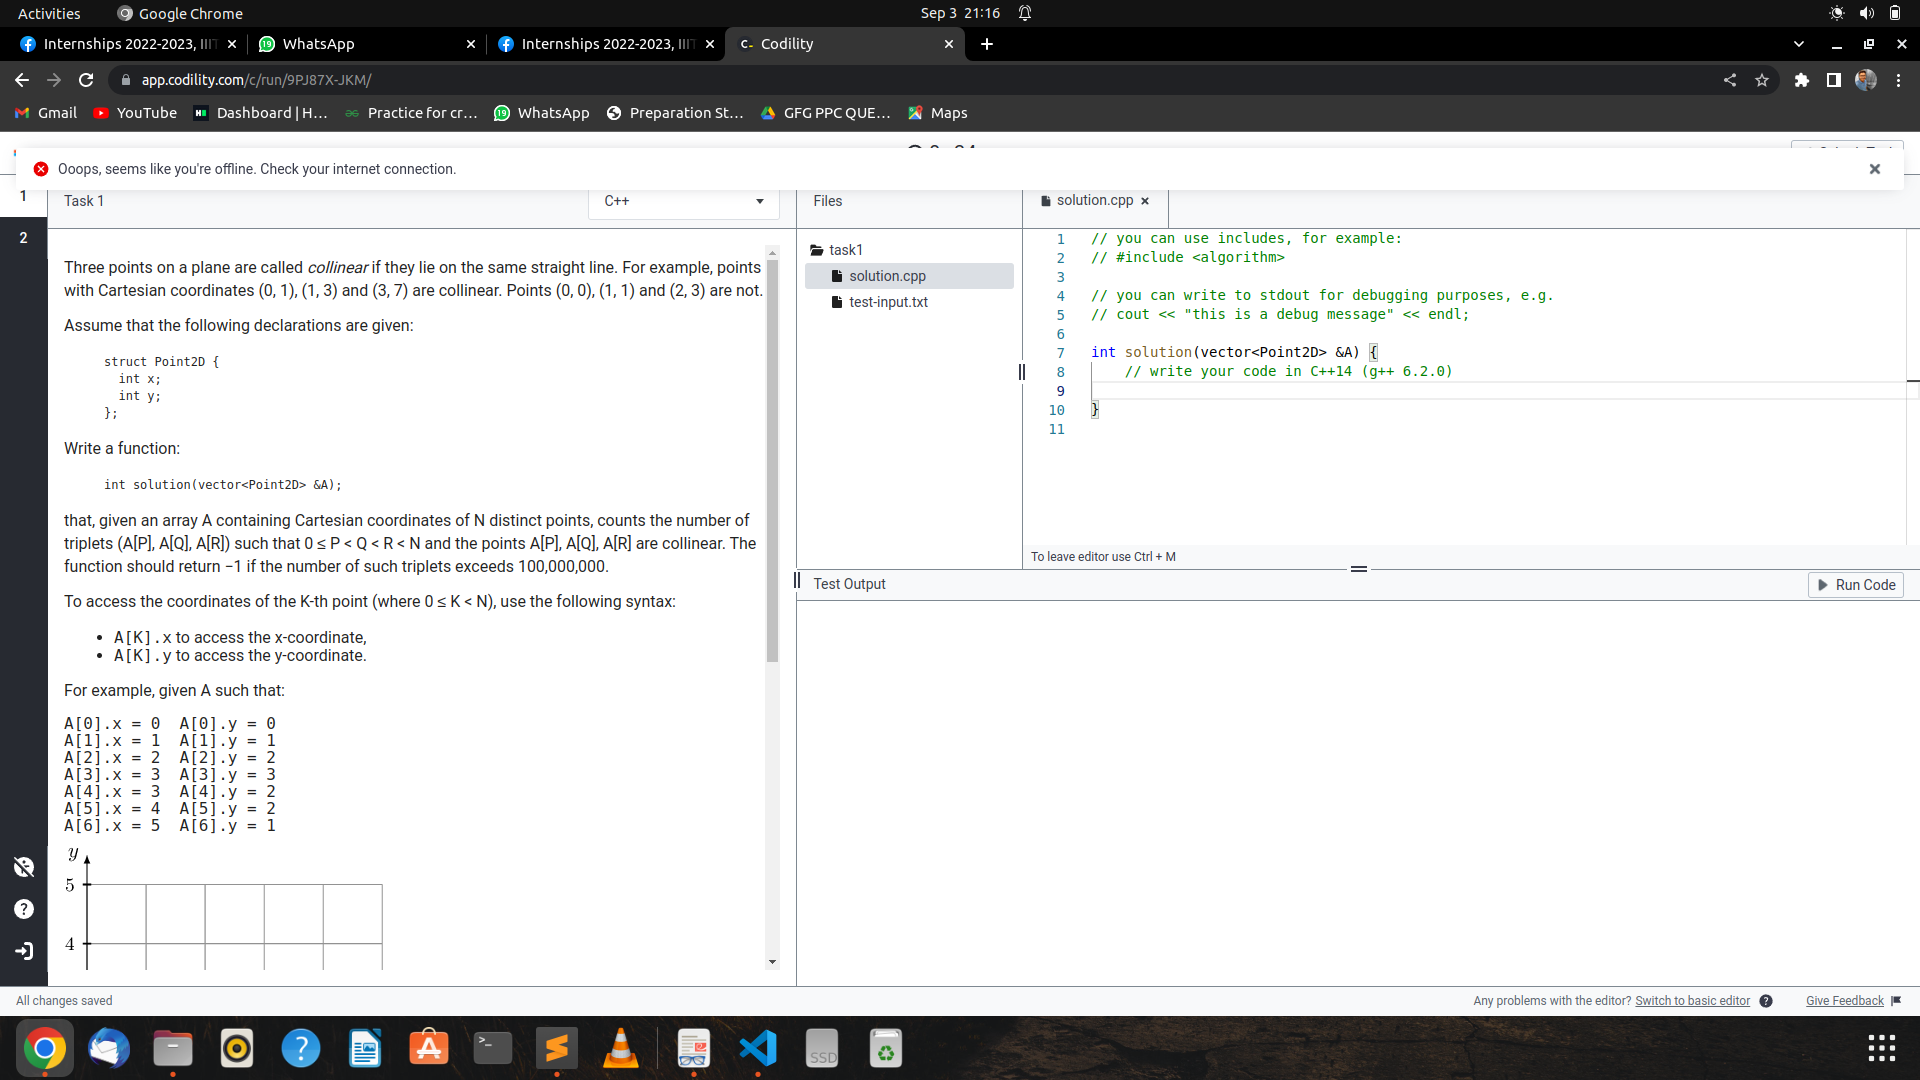 Activities
Google Chrome
Sep 3 21:16
Internships 2022-2023, IIIT
WhatsApp
Internships 2022-2023, IIIT
Codility
app.codility.com/c/run/9PJ87X-JKM/
Gmail
YouTube
Dashboard | H...
Practice for cr...
WhatsApp
Preparation St...
GFG PPC QUE...
Maps
Ooops, seems like you're offline. Check your internet connection.
1
2
Task 1
C++
Three points on a plane are called collinear if they lie on the same straight line. For example, points
with Cartesian coordinates (0, 1), (1, 3) and (3, 7) are collinear. Points (0, 0), (1, 1) and (2, 3) are not.
Assume that the following declarations are given:
struct Point2D {
int x;
int y;
};
Write a function:
int solution(vector<Point2D> &A);
that, given an array A containing Cartesian coordinates of N distinct points, counts the number of
triplets (A[P], A[Q], A[R]) such that 0 ≤ P < Q < R < N and the points A[P], A[Q], A[R] are collinear. The
function should return −1 if the number of such triplets exceeds 100,000,000.
To access the coordinates of the K-th point (where 0 ≤ K < N), use the following syntax:
• A[K].x to access the x-coordinate,
• A[K].y to access the y-coordinate.
For example, given A such that:
A[0].x = 0 A[0].y = 0
A[1].x = 1 A[1].y = 1
A[2].x = 2 A[2].y = 2
A[3].x = 3 A[3].y = 3
A[4].x = 3 A[4].y = 2
A[5].x = 4 A[5].y = 2
A[6].x = 5 A[6].y = 1
y
5
4
Files
task1
solution.cpp
test-input.txt
solution.cpp
1 // you can use includes, for example:
2 // #include <algorithm>
3
4 // you can write to stdout for debugging purposes, e.g.
5 // cout << "this is a debug message" << endl;
6
7 int solution(vector<Point2D> &A) {
8 // write your code in C++14 (g++ 6.2.0)
9
10 }
11
To leave editor use Ctrl + M
Test Output
Run Code
All changes saved
Any problems with the editor? Switch to basic editor
Give Feedback
SSD